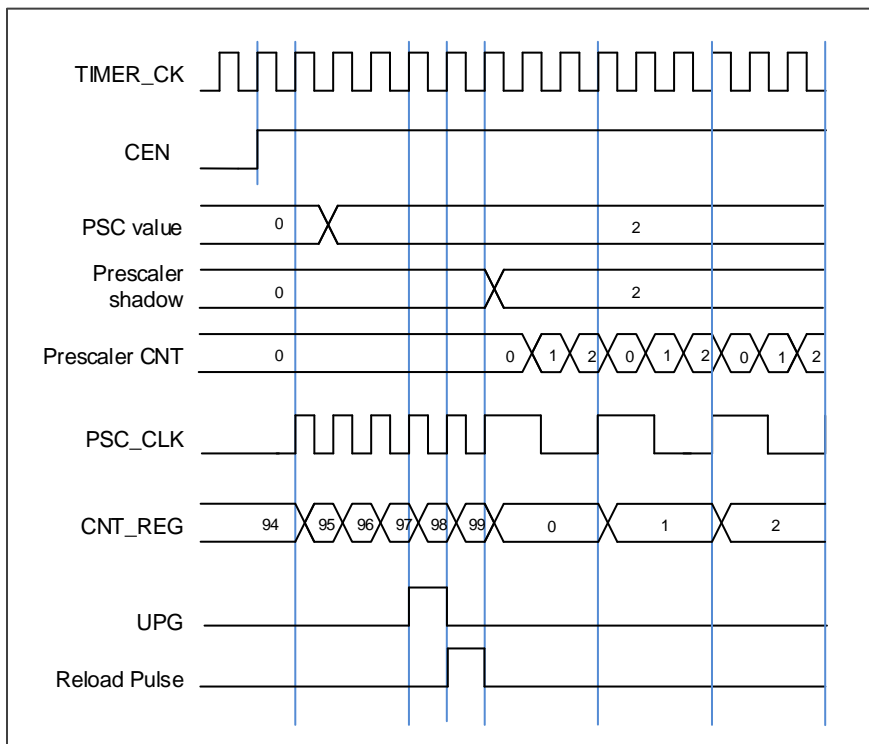 TIMER_CK
CEN
PSC value 0 2
Prescaler
shadow 0 2
Prescaler CNT 0 0 1 2 0 1 2 0 1 2
PSC_CLK
CNT_REG 94 95 96 97 98 99 0 1 2
UPG
Reload Pulse